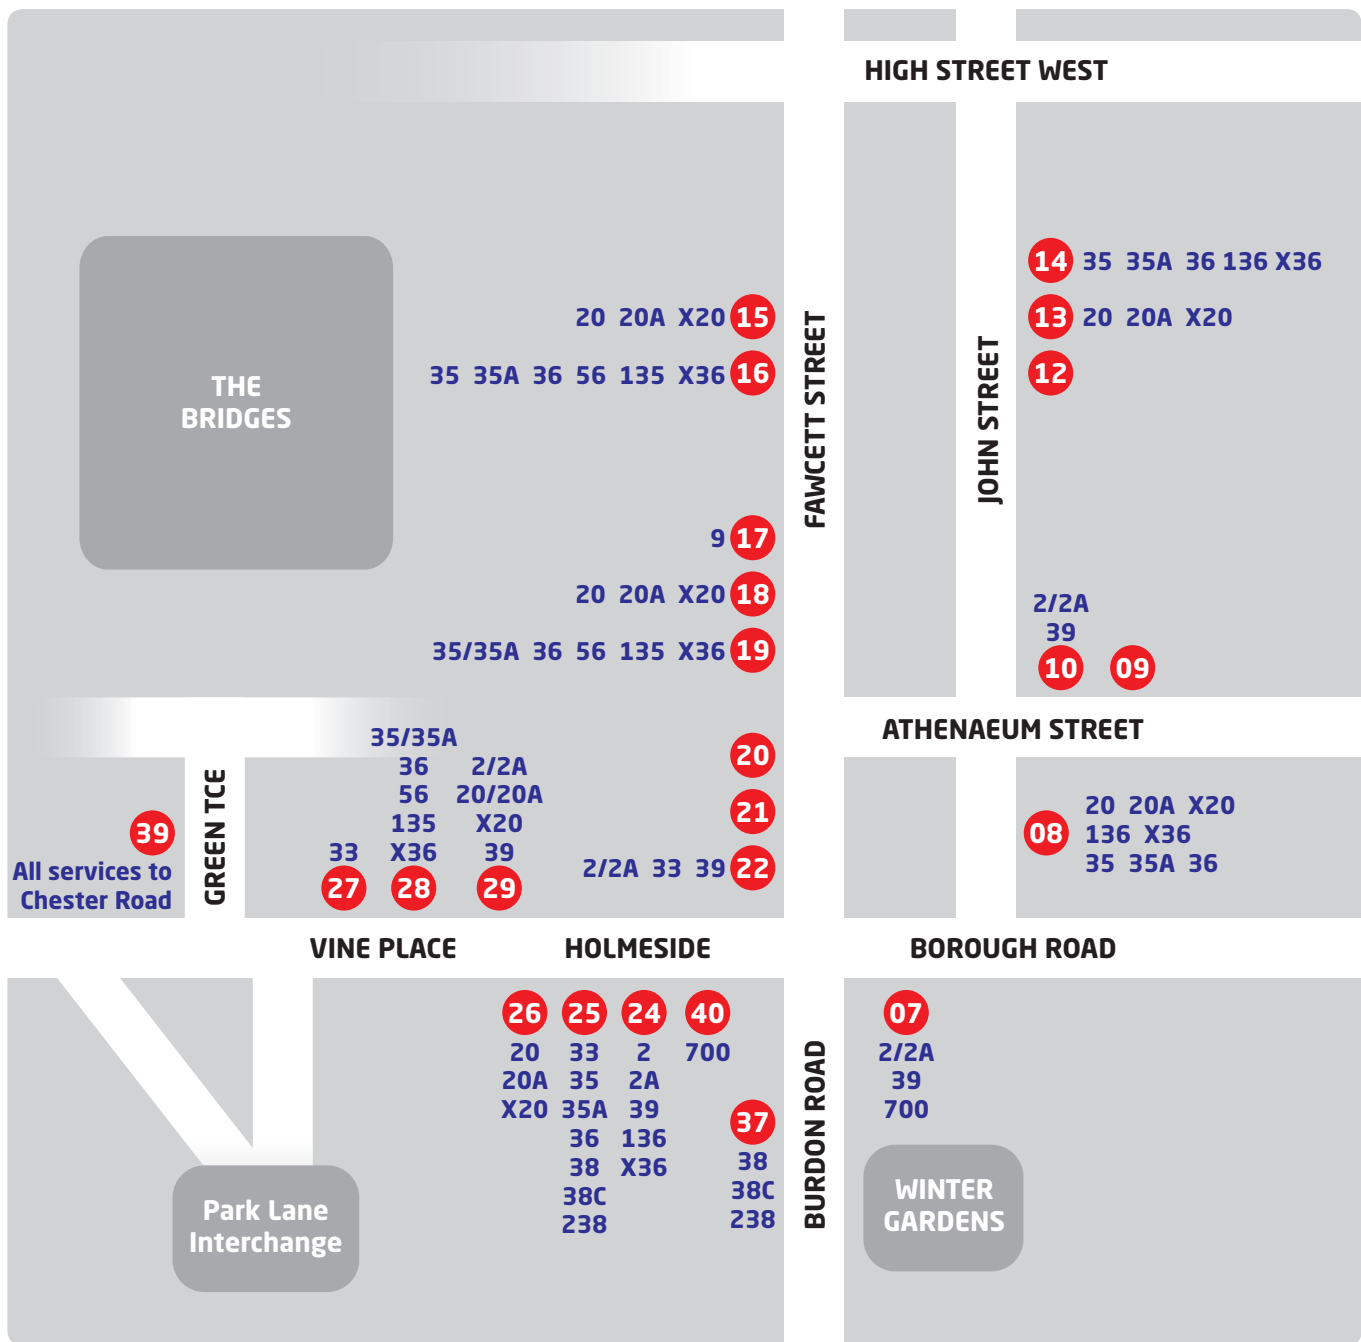 HIGH STREET WEST
14 35 35A 36 136 X36
20 20A X20 15
13 20 20A X20
35 35A 36 56 135 X36 16
12
THE
BRIDGES
FAWCETT STREET
JOHN STREET
9 17
20 20A X20 18
35/35A 36 56 135 X36 19
2/2A
39
10 09
ATHENAEUM STREET
20
21
2/2A 33 39 22
08
20 20A X20
136 X36
35 35A 36
39
All services to
Chester Road
GREEN TCE
33
27
35/35A
36
56
135
X36
28
2/2A
20/20A
X20
39
29
VINE PLACE
HOLMESIDE
BOROUGH ROAD
26
20
20A
X20
25
33
35
35A
36
38
38C
238
24
2
2A
39
136
X36
40
700
37
38
38C
238
BURDON ROAD
07
2/2A
39
700
WINTER
GARDENS
Park Lane
Interchange